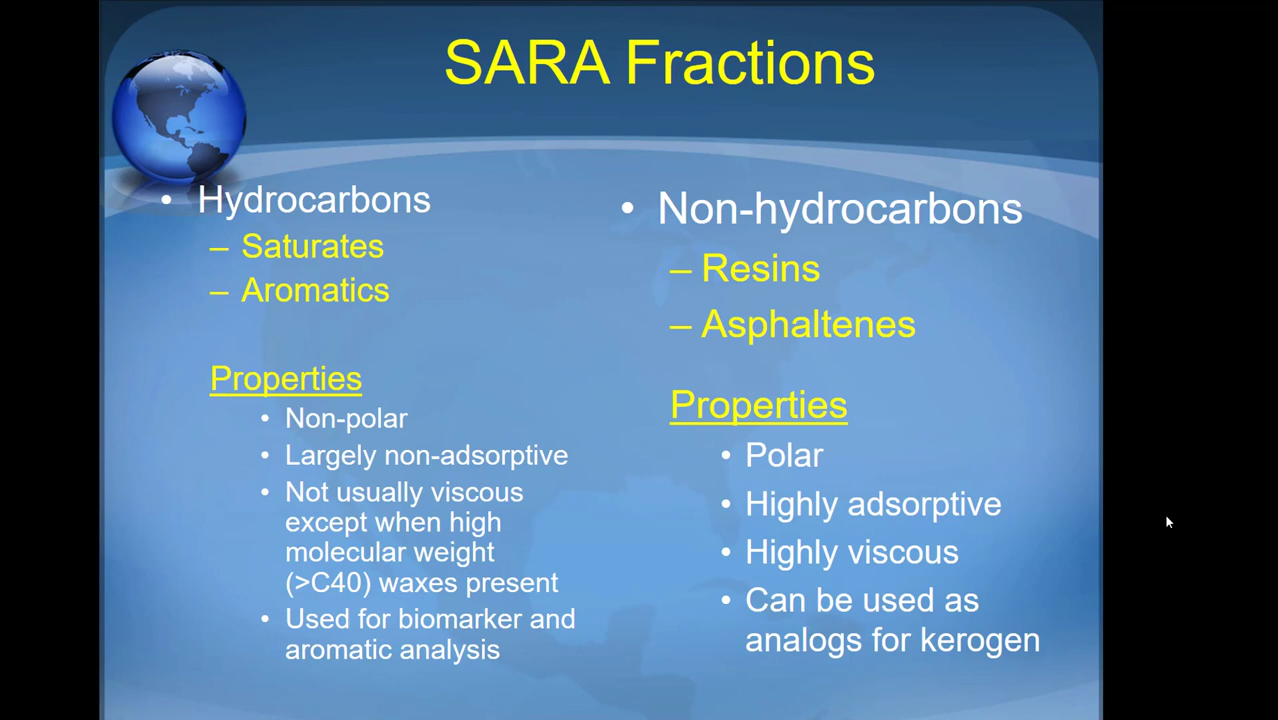 SARA Fractions
• Hydrocarbons
– Saturates
– Aromatics
Properties
• Non-polar
• Largely non-adsorptive
• Not usually viscous
except when high
molecular weight
(>C40) waxes present
• Used for biomarker and
aromatic analysis
• Non-hydrocarbons
– Resins
– Asphaltenes
Properties
• Polar
• Highly adsorptive
• Highly viscous
• Can be used as
analogs for kerogen